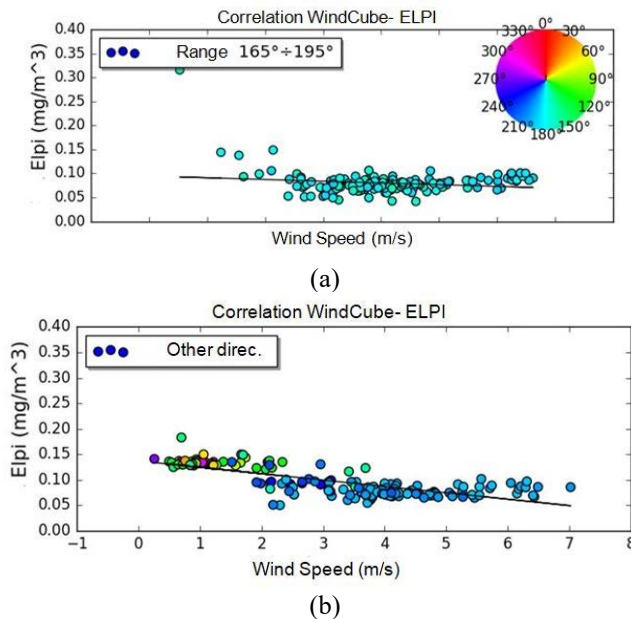 Correlation WindCube- ELPI
0.40
0.35
0.30
0.25
0.20
0.15
0.10
0.05
0.00
Elpi (mg/m^3)
Range 165°÷195°
0°
30°
60°
90°
120°
150°
180°
210°
240°
270°
300°
330°
Wind Speed (m/s)
(a)
Correlation WindCube- ELPI
0.40
0.35
0.30
0.25
0.20
0.15
0.10
0.05
0.00
Elpi (mg/m^3)
Other direc.
−1 0 1 2 3 4 5 6 7 8
Wind Speed (m/s)
(b)